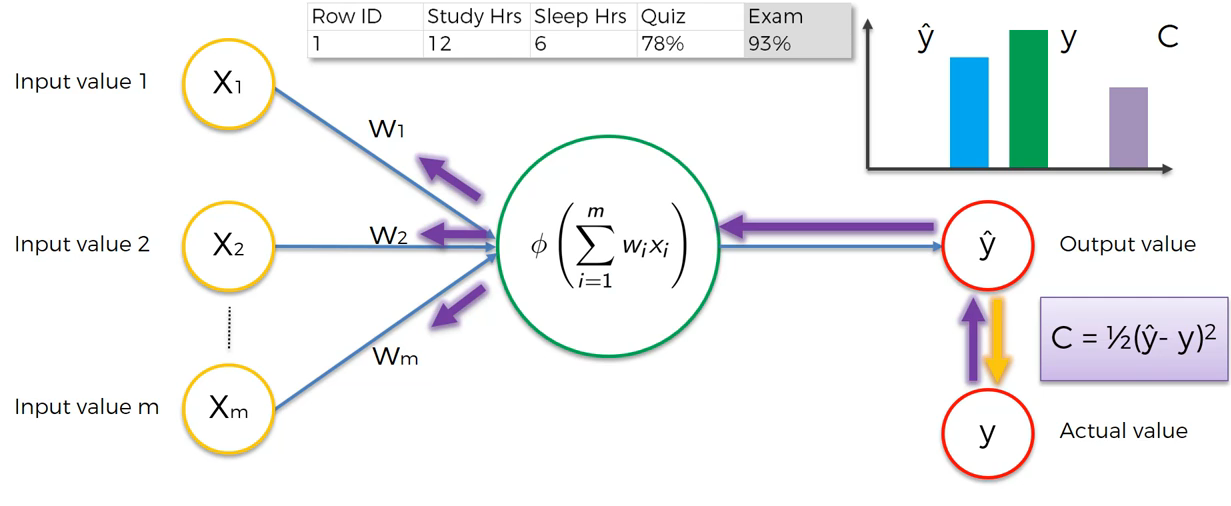 Row ID Study Hrs Sleep Hrs Quiz Exam
1 12 6 78% 93%
ŷ y C
Input value 1
X₁
W₁
Input value 2
X₂
W₂
ϕ ( ∑ᵢ₌₁ᵐ wᵢxᵢ )
ŷ
Output value
C = ½(ŷ- y)²
Wₘ
Input value m
Xₘ
y
Actual value